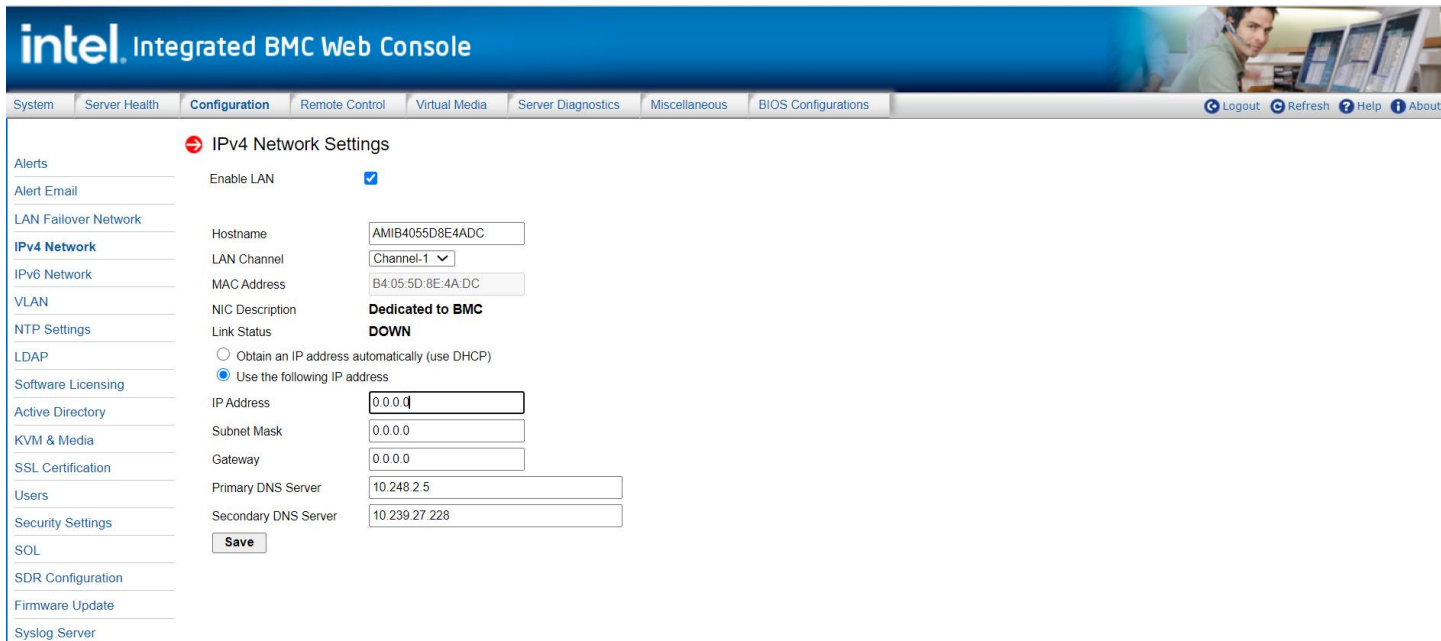 intel. Integrated BMC Web Console
System Server Health Configuration Remote Control Virtual Media Server Diagnostics Miscellaneous BIOS Configurations Logout Refresh Help About
Alerts
Alert Email
LAN Failover Network
IPv4 Network
IPv6 Network
VLAN
NTP Settings
LDAP
Software Licensing
Active Directory
KVM & Media
SSL Certification
Users
Security Settings
SOL
SDR Configuration
Firmware Update
Syslog Server
IPv4 Network Settings
Enable LAN
Hostname AMIB4055D8E4ADC
LAN Channel Channel-1
MAC Address B4:05:5D:8E:4A:DC
NIC Description Dedicated to BMC
Link Status DOWN
Obtain an IP address automatically (use DHCP)
Use the following IP address
IP Address 0.0.0.0
Subnet Mask 0.0.0.0
Gateway 0.0.0.0
Primary DNS Server 10.248.2.5
Secondary DNS Server 10.239.27.228
Save